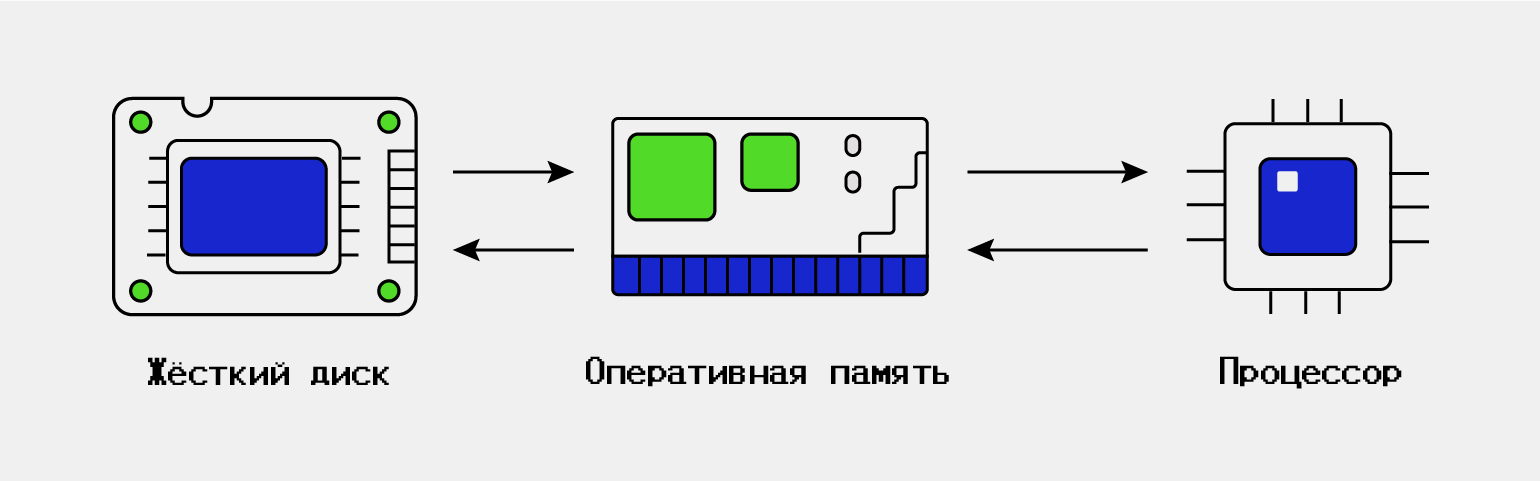 Жёсткий диск
Оперативная память
Процессор